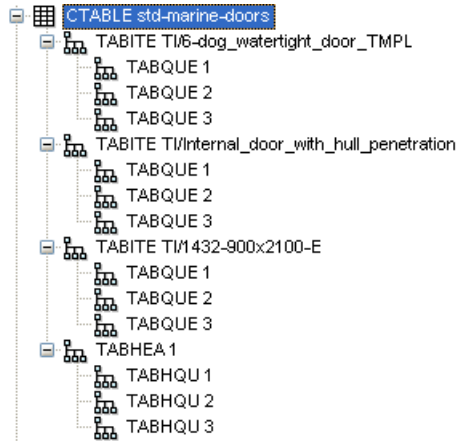 CTABLE std-marine-doors
TABITE TI/6-dog_watertight_door_TMPL
TABQUE 1
TABQUE 2
TABQUE 3
TABITE TI/Internal_door_with_hull_penetration
TABQUE 1
TABQUE 2
TABQUE 3
TABITE TI/1432-900x2100-E
TABQUE 1
TABQUE 2
TABQUE 3
TABHEA 1
TABHQU 1
TABHQU 2
TABHQU 3